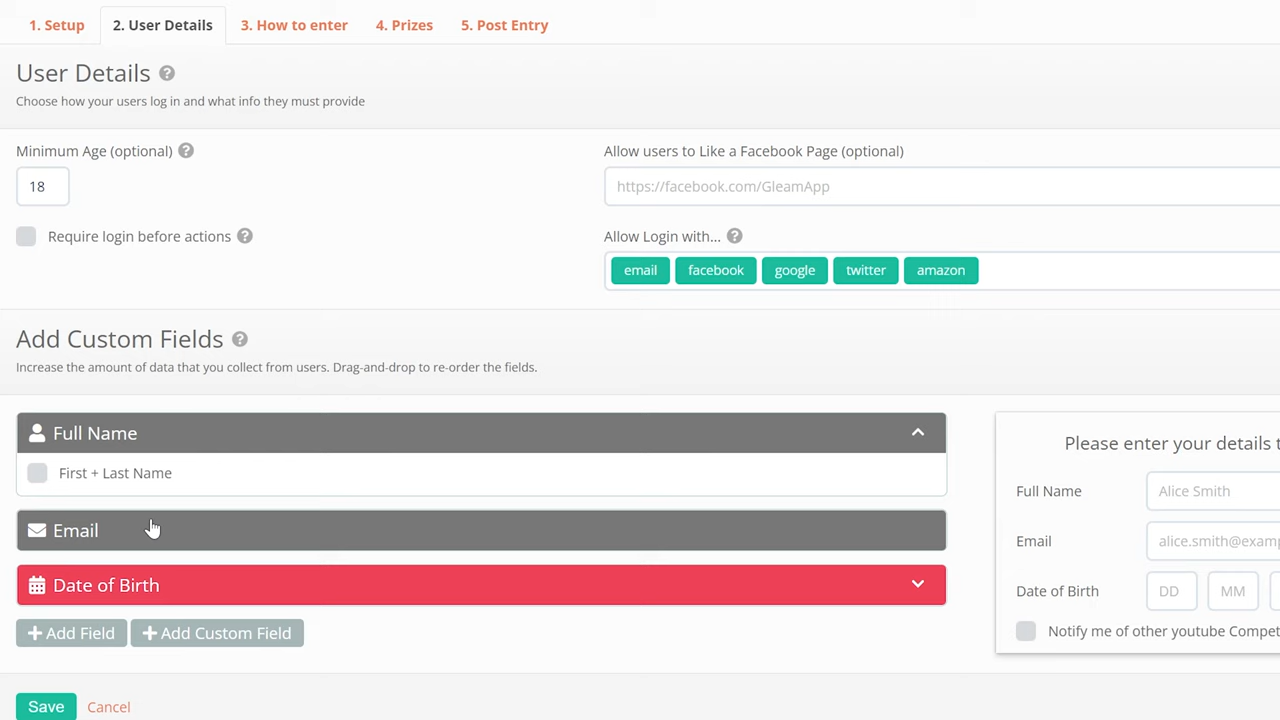 1. Setup
2. User Details
3. How to enter
4. Prizes
5. Post Entry
User Details
Choose how your users log in and what info they must provide
Minimum Age (optional)
18
Require login before actions
Allow users to Like a Facebook Page (optional)
https://facebook.com/GleamApp
Allow Login with...
email facebook google twitter amazon
Add Custom Fields
Increase the amount of data that you collect from users. Drag-and-drop to re-order the fields.
Full Name
First + Last Name
Email
Date of Birth
+ Add Field
+ Add Custom Field
Please enter your details t
Full Name
Alice Smith
Email
alice.smith@examp
Date of Birth
DD MM
Notify me of other youtube Compet
Save
Cancel